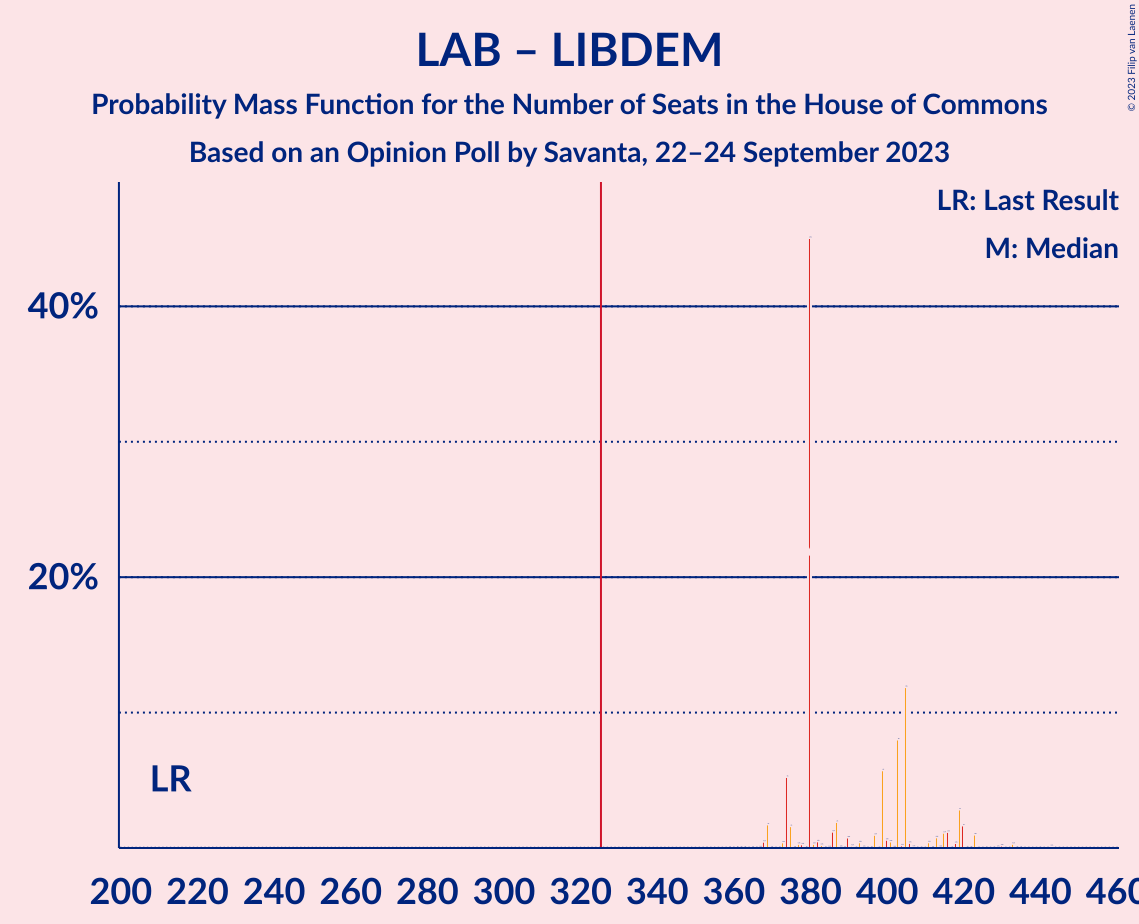 LAB – LIBDEM
Probability Mass Function for the Number of Seats in the House of Commons
Based on an Opinion Poll by Savanta, 22–24 September 2023
© 2023 Filip van Laenen
LR: Last Result
M: Median
40%
20%
LR
200 220 240 260 280 300 320 340 360 380 400 420 440 460